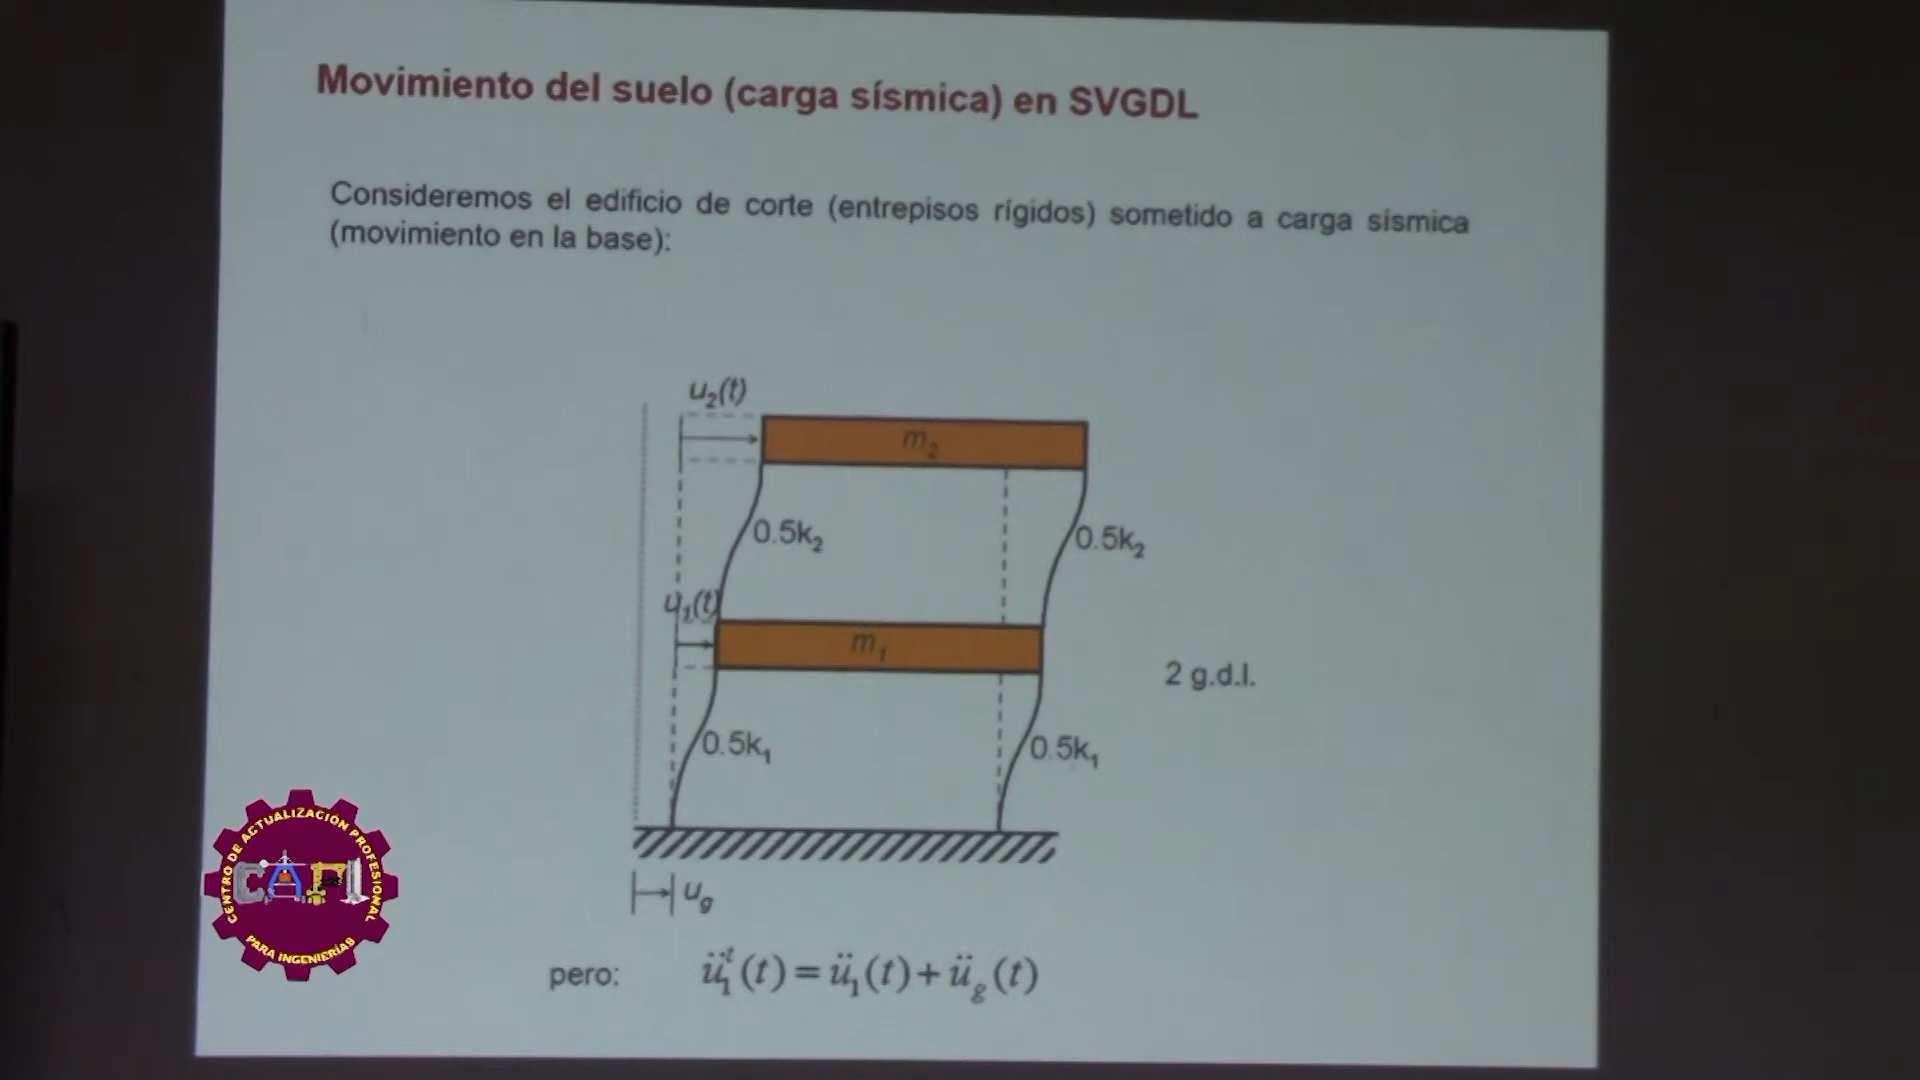 Movimiento del suelo (carga sísmica) en SVGDL
Consideremos el edificio de corte (entrepisos rígidos) sometido a carga sísmica
(movimiento en la base):
u₂(t)
m₂
0.5k₂
0.5k₂
u₁(t)
m₁
2 g.d.l.
0.5k₁
0.5k₁
u_g
pero: ü₁ᵗ(t) = ü₁(t) + ü_g(t)
CENTRO DE ACTUALIZACIÓN PROFESIONAL
CAPI
PARA INGENIERÍAS